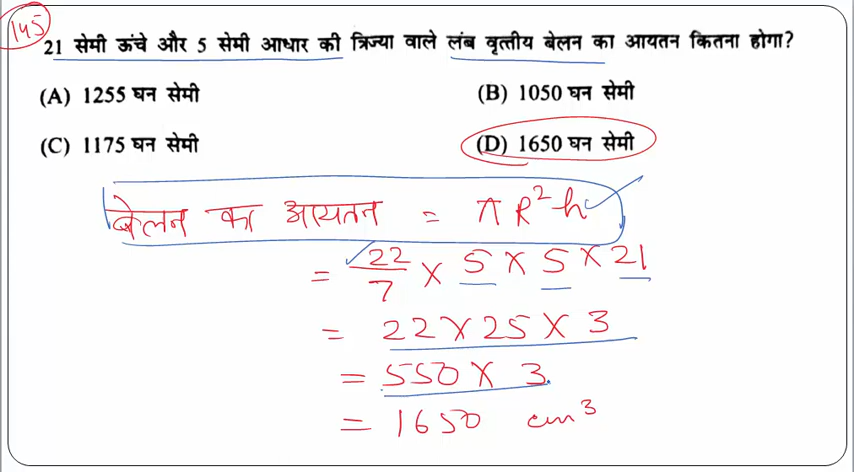 145
21 सेमी ऊंचे और 5 सेमी आधार की त्रिज्या वाले लंब वृत्तीय बेलन का आयतन कितना होगा?
(A) 1255 घन सेमी (B) 1050 घन सेमी
(C) 1175 घन सेमी (D) 1650 घन सेमी
बेलन का आयतन = π R² h
= 22/7 × 5 × 5 × 21
= 22 × 25 × 3
= 550 × 3
= 1650 cm³